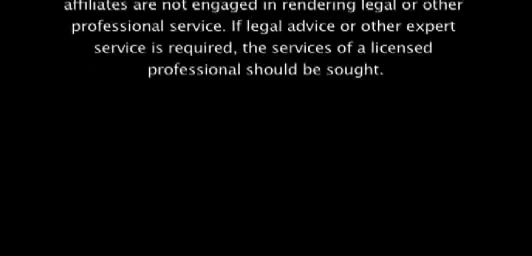 affiliates are not engaged in rendering legal or other
professional service. If legal advice or other expert
service is required, the services of a licensed
professional should be sought.